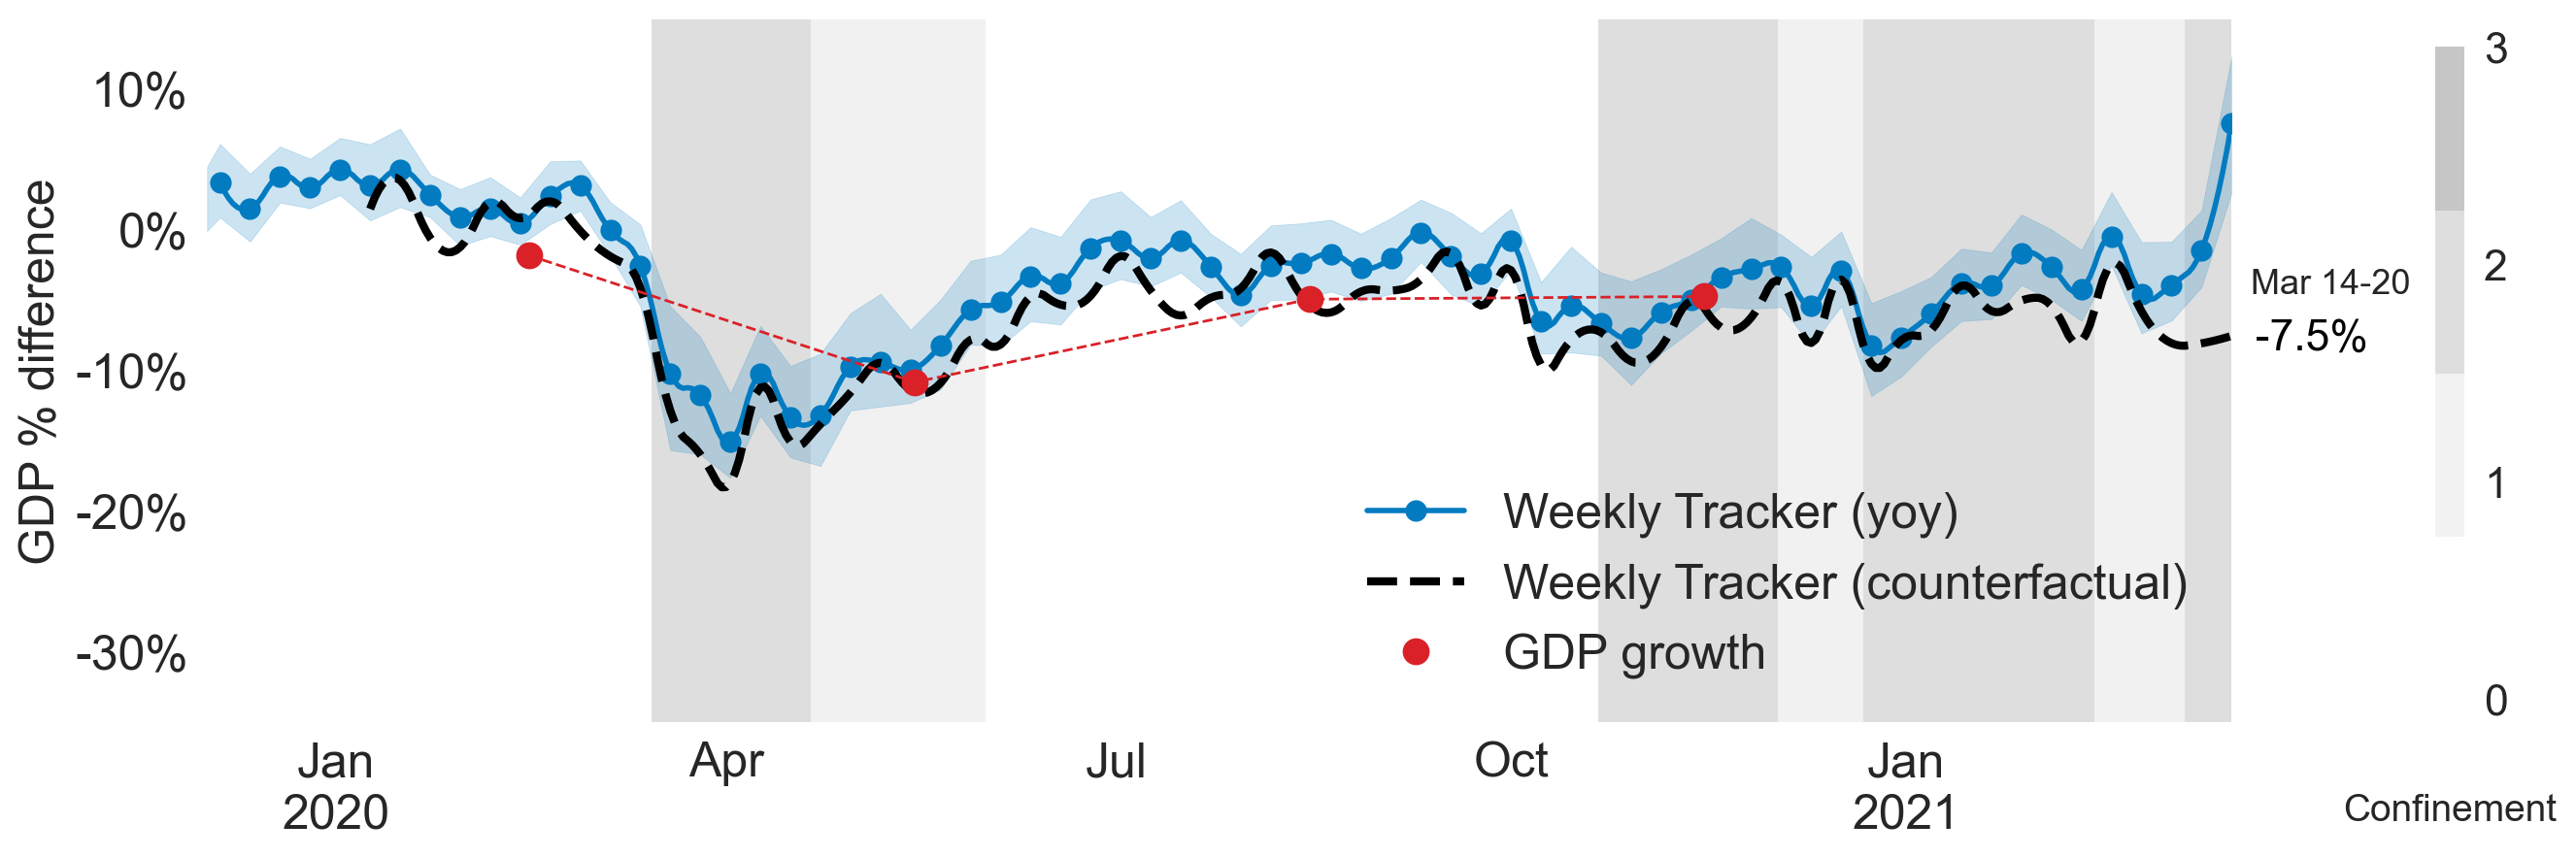 GDP % difference
10%
0%
-10%
-20%
-30%
Jan
2020
Apr
Jul
Oct
Jan
2021
Weekly Tracker (yoy)
Weekly Tracker (counterfactual)
GDP growth
Mar 14-20
-7.5%
3
2
1
0
Confinement